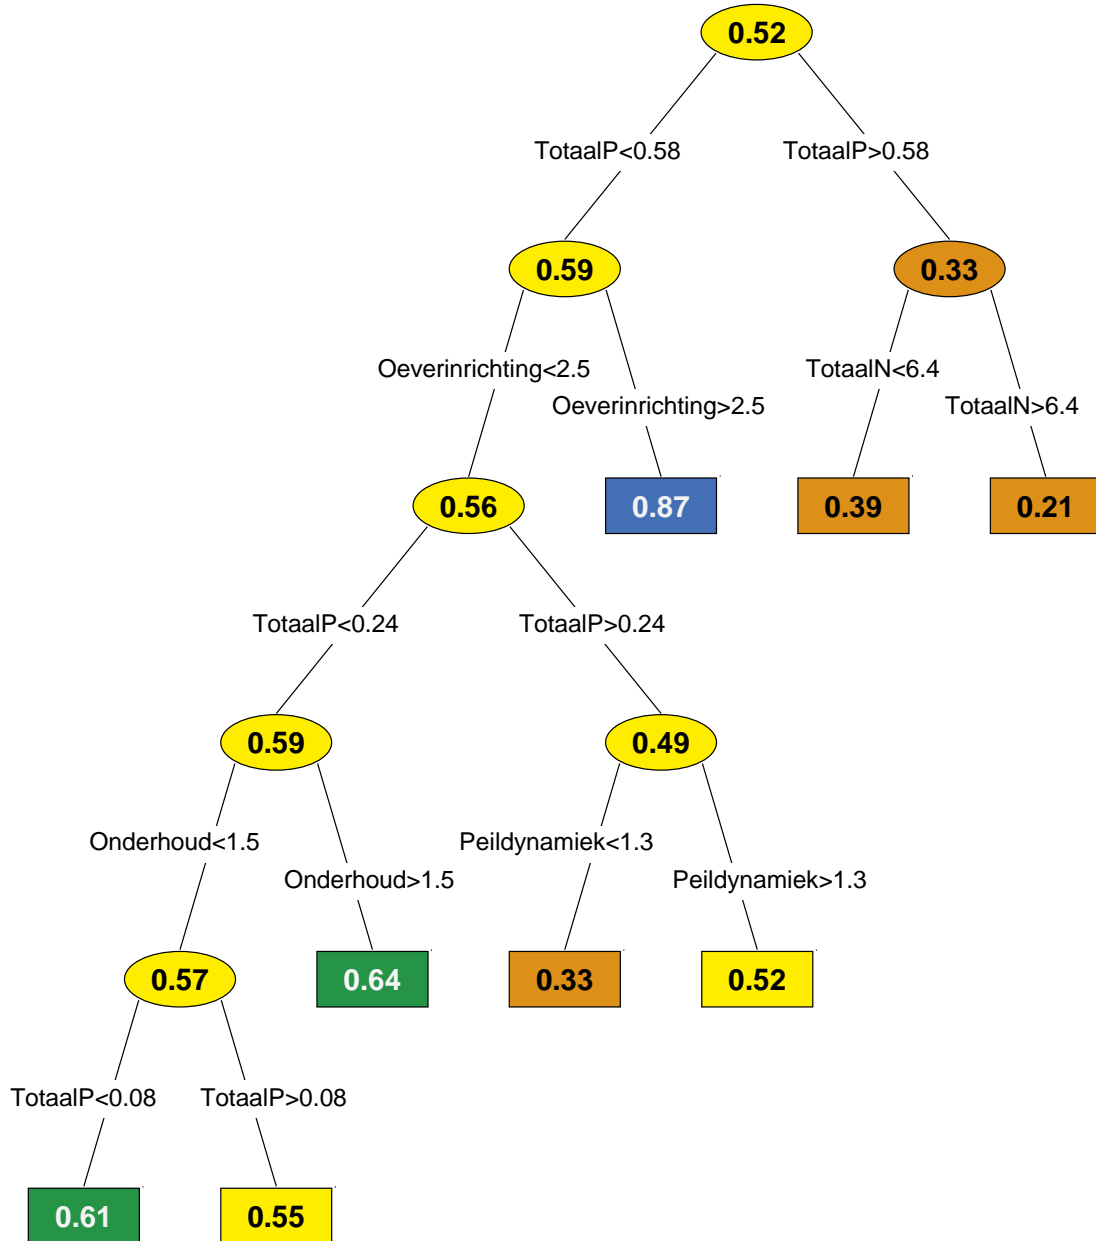 0.52
TotaalP<0.58
TotaalP>0.58
0.59
0.33
Oeverinrichting<2.5
TotaalN<6.4
Oeverinrichting>2.5
TotaalN>6.4
0.56
0.87
0.39
0.21
TotaalP<0.24
TotaalP>0.24
0.59
0.49
Onderhoud<1.5
Peildynamiek<1.3
Onderhoud>1.5
Peildynamiek>1.3
0.57
0.64
0.33
0.52
TotaalP<0.08
TotaalP>0.08
0.61
0.55